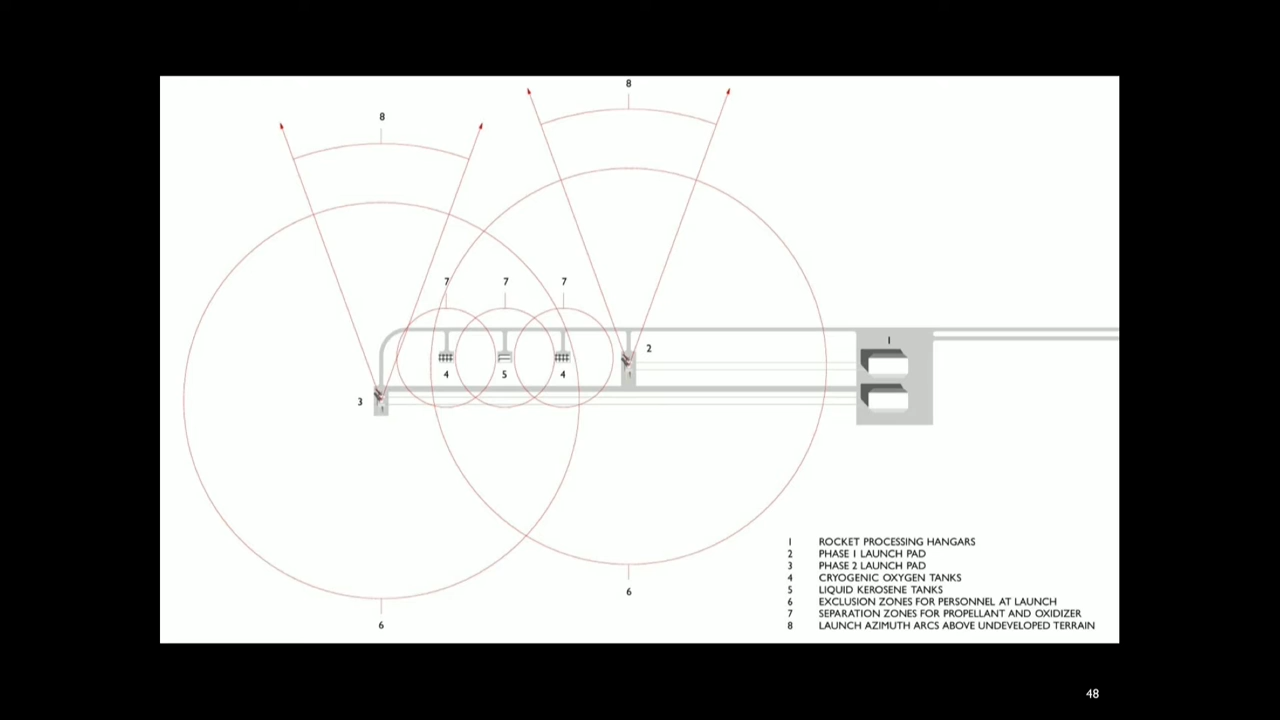 8
8
7
7
7
1
2
4
5
4
3
6
6
1 ROCKET PROCESSING HANGARS
2 PHASE 1 LAUNCH PAD
3 PHASE 2 LAUNCH PAD
4 CRYOGENIC OXYGEN TANKS
5 LIQUID KEROSENE TANKS
6 EXCLUSION ZONES FOR PERSONNEL AT LAUNCH
7 SEPARATION ZONES FOR PROPELLANT AND OXIDIZER
8 LAUNCH AZIMUTH ARCS ABOVE UNDEVELOPED TERRAIN
48